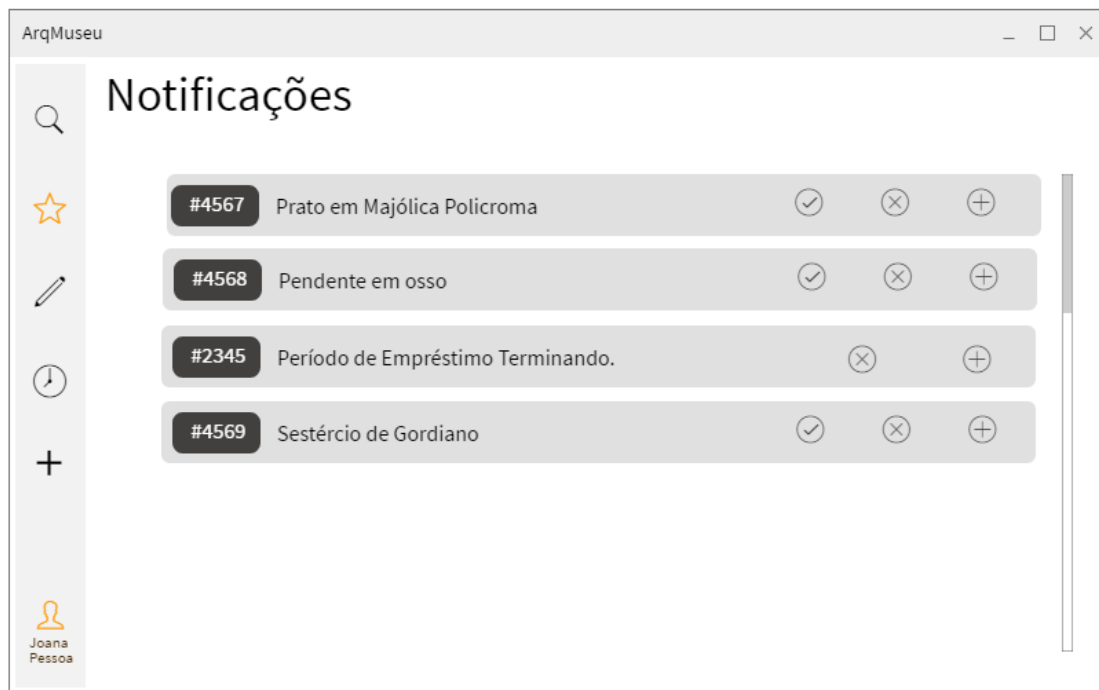 ArqMuseu
Notificações
#4567 Prato em Majólica Policroma
#4568 Pendente em osso
#2345 Período de Empréstimo Terminando.
#4569 Sestércio de Gordiano
Joana
Pessoa